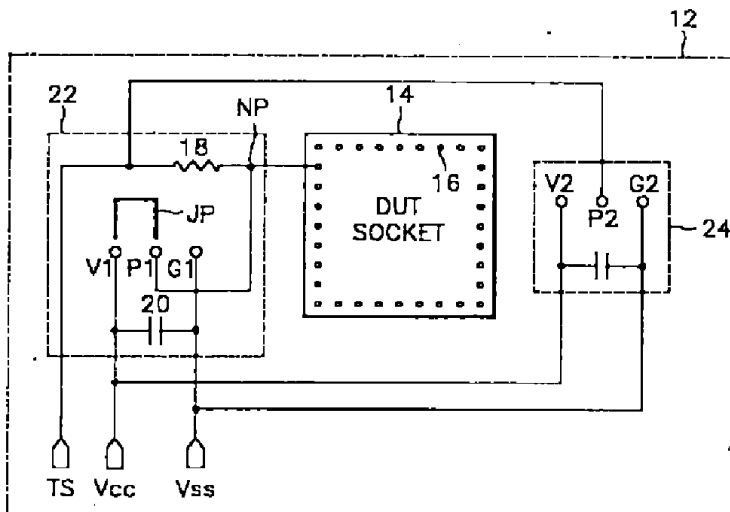 12
22
NP
14
18
16
V2
G2
DUT
SOCKET
P2
24
JP
V1
P1
G1
20
TS
Vcc
Vss